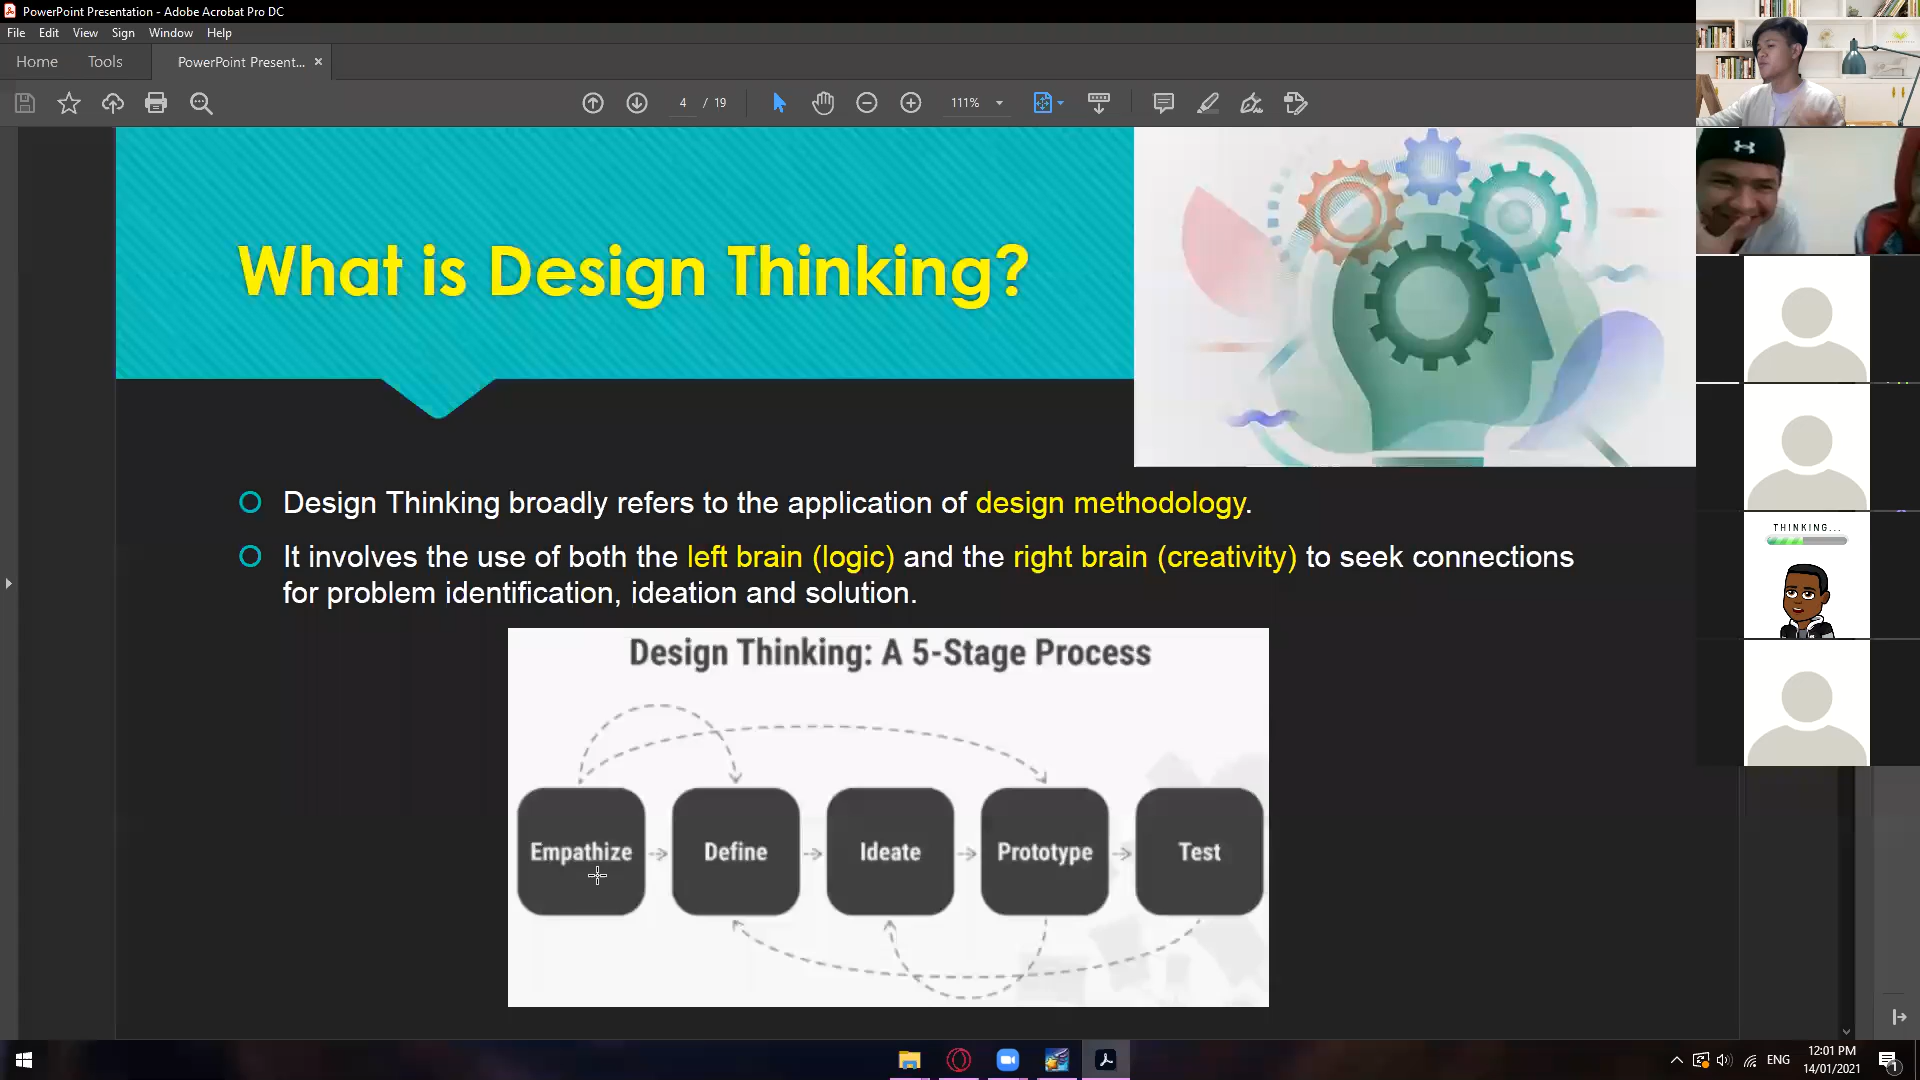 PowerPoint Presentation - Adobe Acrobat Pro DC
File Edit View Sign Window Help
Home Tools PowerPoint Present... ×
4 / 19 111%
What is Design Thinking?
Design Thinking broadly refers to the application of design methodology.
It involves the use of both the left brain (logic) and the right brain (creativity) to seek connections
for problem identification, ideation and solution.
Design Thinking: A 5-Stage Process
Empathize Define Ideate Prototype Test
THINKING...
ENG 12:01 PM
14/01/2021
1